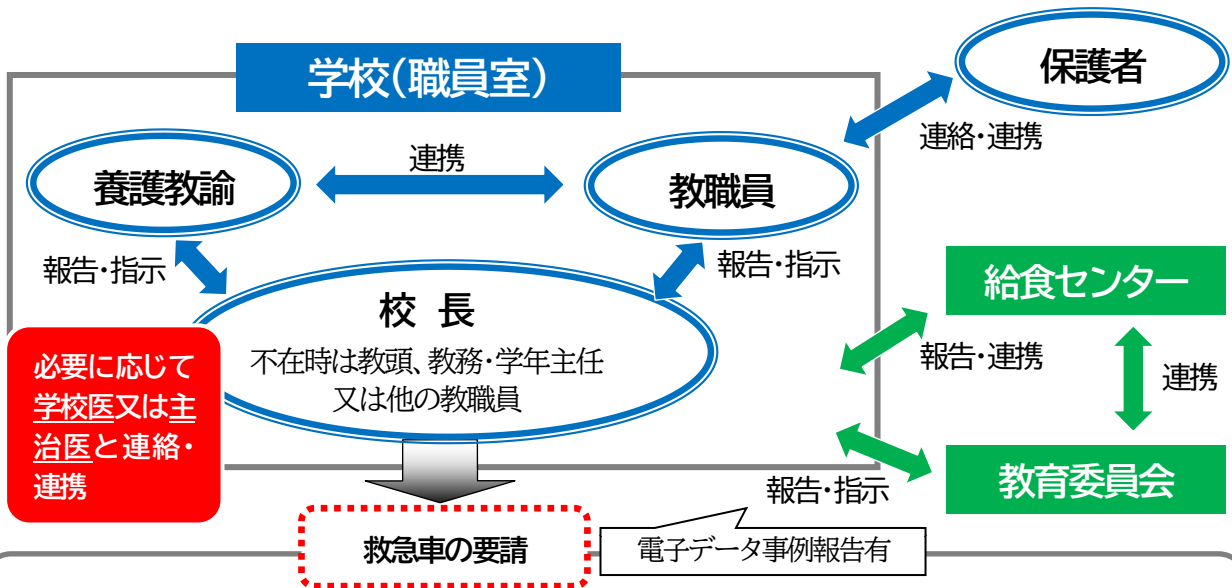 学校(職員室)
保護者
連絡・連携
養護教諭
連携
教職員
報告・指示
報告・指示
校 長
不在時は教頭、教務・学年主任
又は他の教職員
必要に応じて
学校医又は主
治医と連絡・
連携
給食センター
報告・連携
連携
教育委員会
報告・指示
救急車の要請
電子データ事例報告有